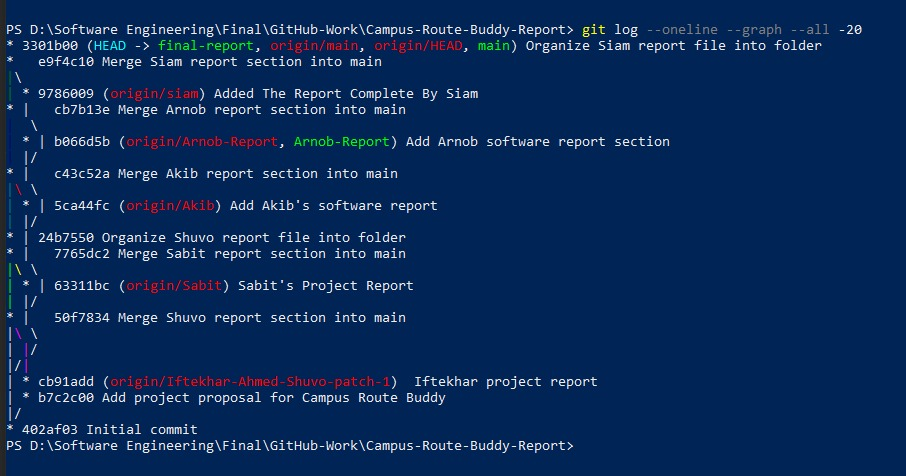 PS D:\Software Engineering\Final\GitHub-Work\Campus-Route-Buddy-Report> git log --oneline --graph --all -20
* 3301b00 (HEAD -> final-report, origin/main, origin/HEAD, main) Organize Siam report file into folder
*   e9f4c10 Merge Siam report section into main
|\
| * 9786009 (origin/siam) Added The Report Complete By Siam
* |   cb7b13e Merge Arnob report section into main
|\ \
| * | b066d5b (origin/Arnob-Report, Arnob-Report) Add Arnob software report section
| |/
* |   c43c52a Merge Akib report section into main
|\ \
| * | 5ca44fc (origin/Akib) Add Akib's software report
| |/
* | 24b7550 Organize Shuvo report file into folder
* |   7765dc2 Merge Sabit report section into main
|\ \
| * | 63311bc (origin/Sabit) Sabit's Project Report
| |/
* |   50f7834 Merge Shuvo report section into main
|\ \
| |/
|/|
| * cb91add (origin/Iftekhar-Ahmed-Shuvo-patch-1)  Iftekhar project report
| * b7c2c00 Add project proposal for Campus Route Buddy
|/
* 402af03 Initial commit
PS D:\Software Engineering\Final\GitHub-Work\Campus-Route-Buddy-Report>